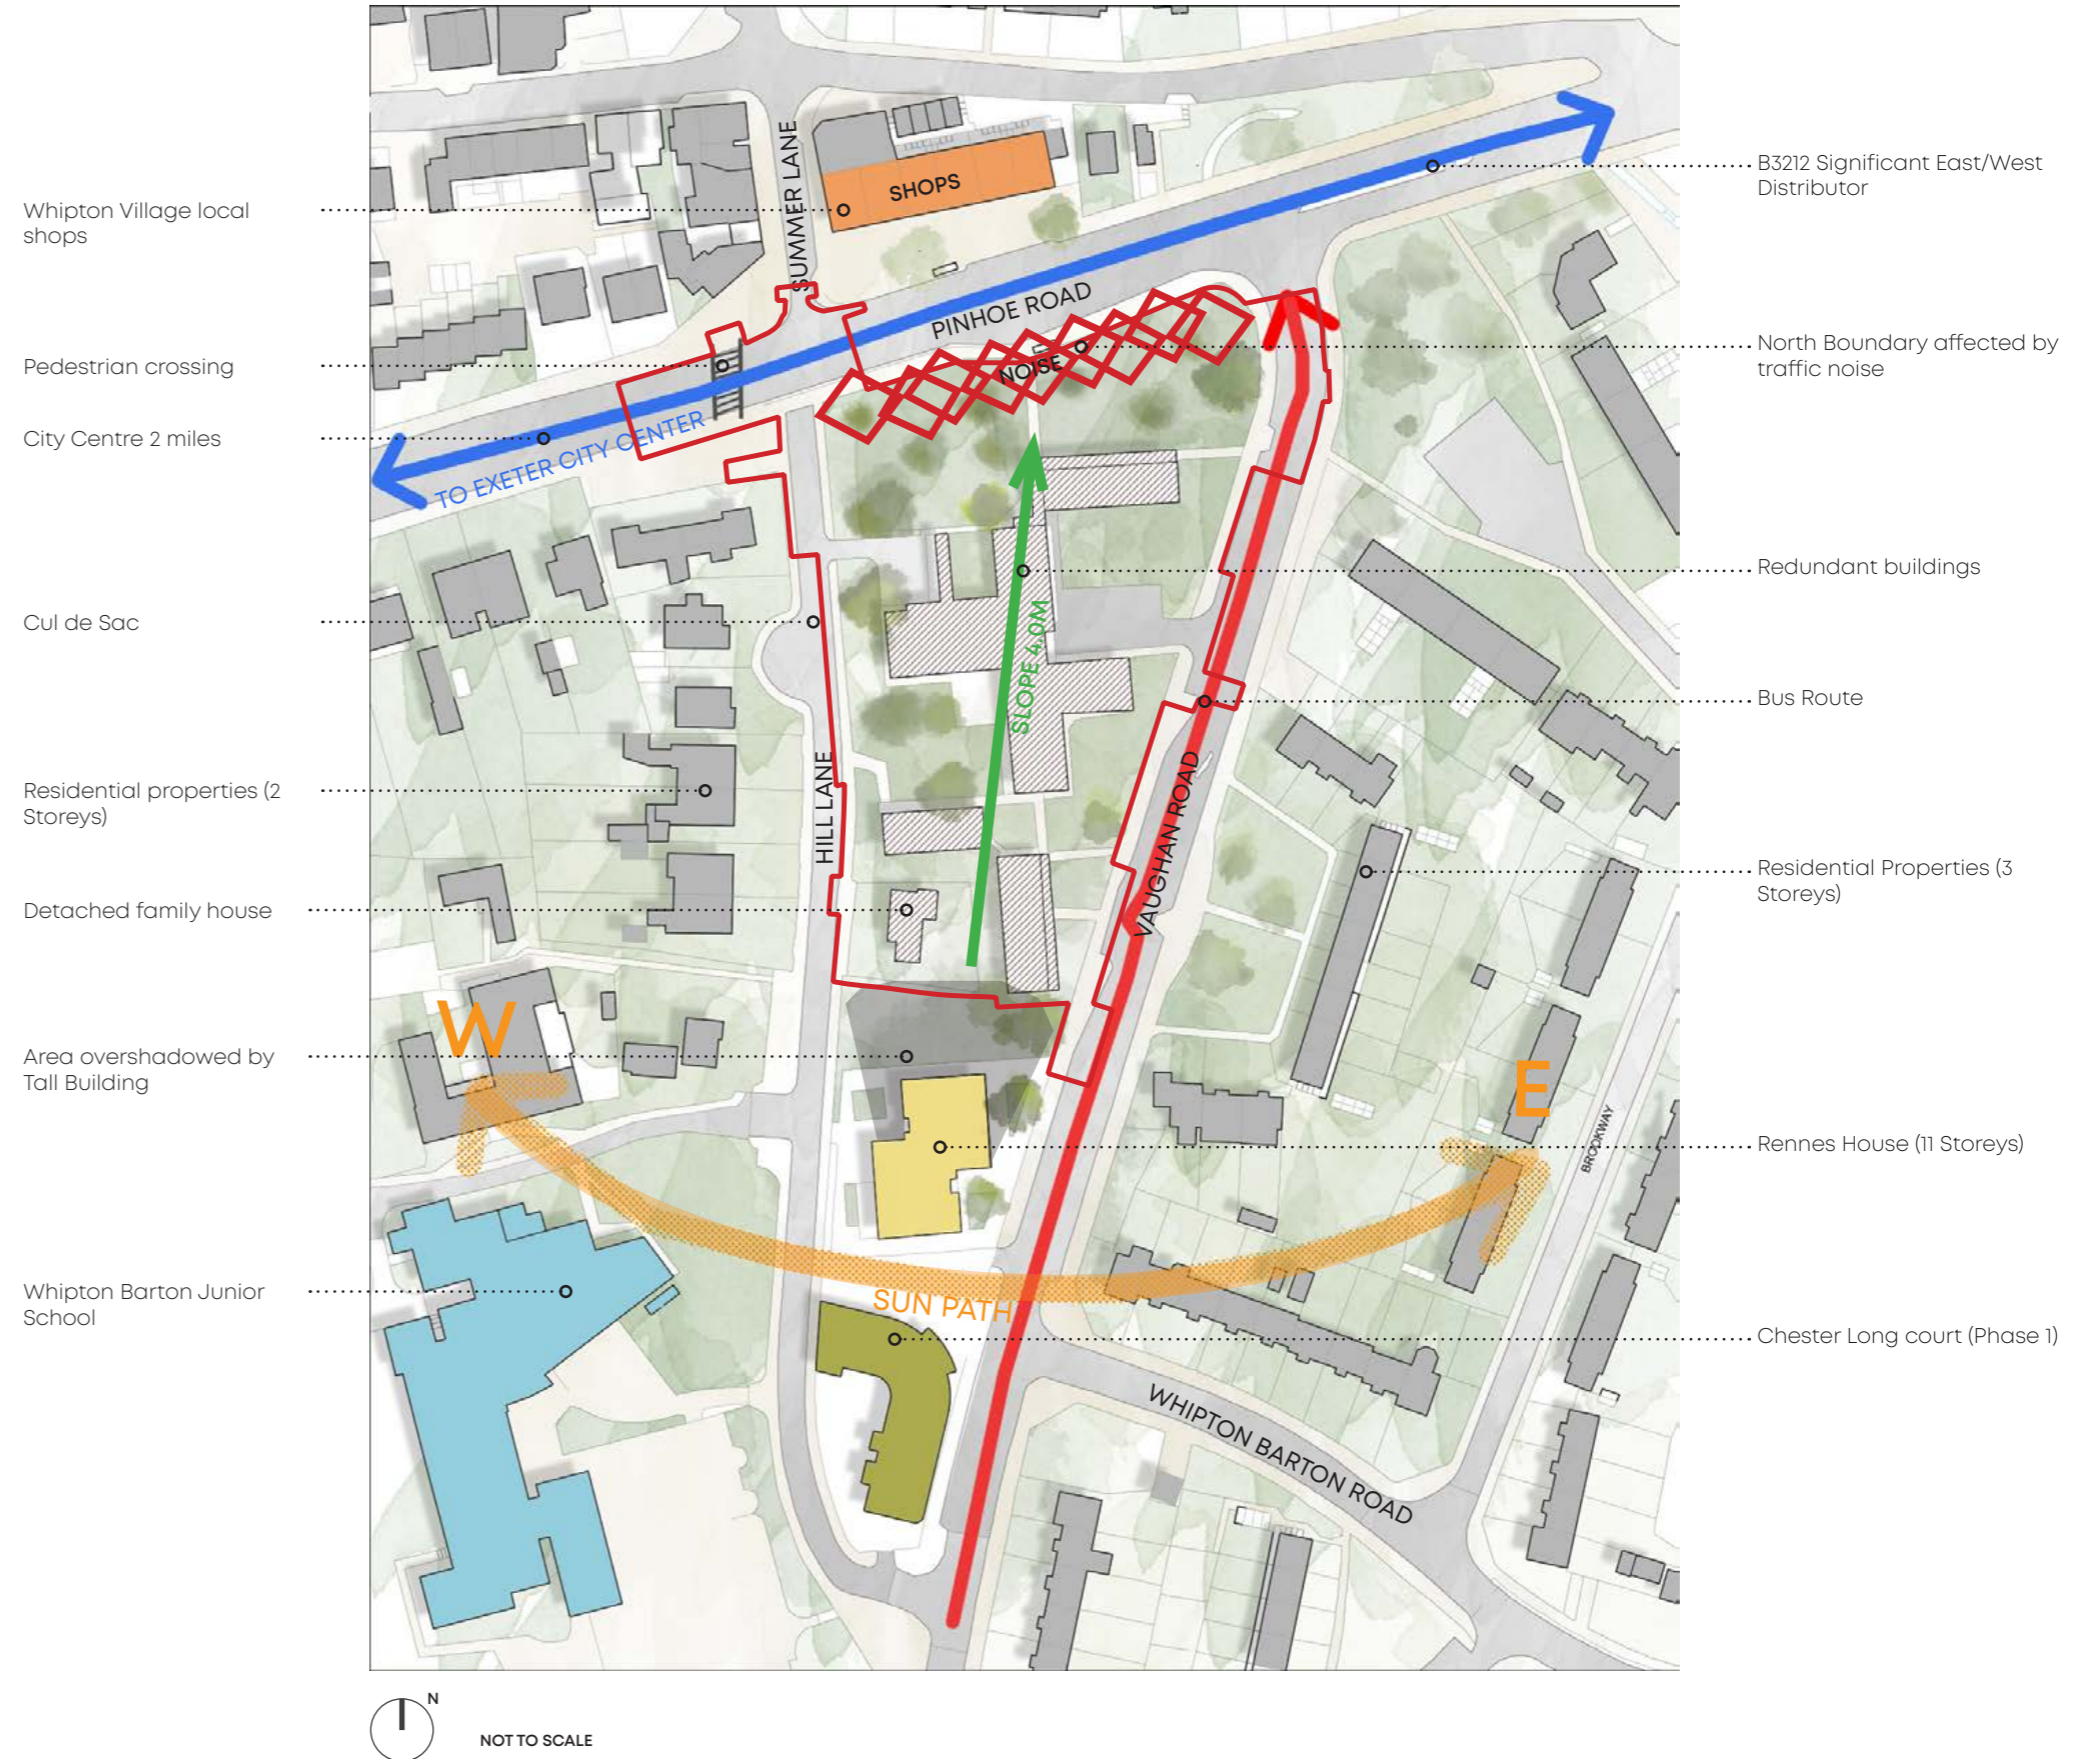 Whipton Village local
shops
Pedestrian crossing
City Centre 2 miles
Cul de Sac
Residential properties (2
Storeys)
Detached family house
Area overshadowed by
Tall Building
Whipton Barton Junior
School
SUMMER LANE
SHOPS
PINHOE ROAD
NOISE
TO EXETER CITY CENTER
SLOPE 4.0M
HILL LANE
VAUGHAN ROAD
W
E
BROOKWAY
SUN PATH
WHIPTON BARTON ROAD
B3212 Significant East/West
Distributor
North Boundary affected by
traffic noise
Redundant buildings
Bus Route
Residential Properties (3
Storeys)
Rennes House (11 Storeys)
Chester Long court (Phase 1)
N
NOT TO SCALE